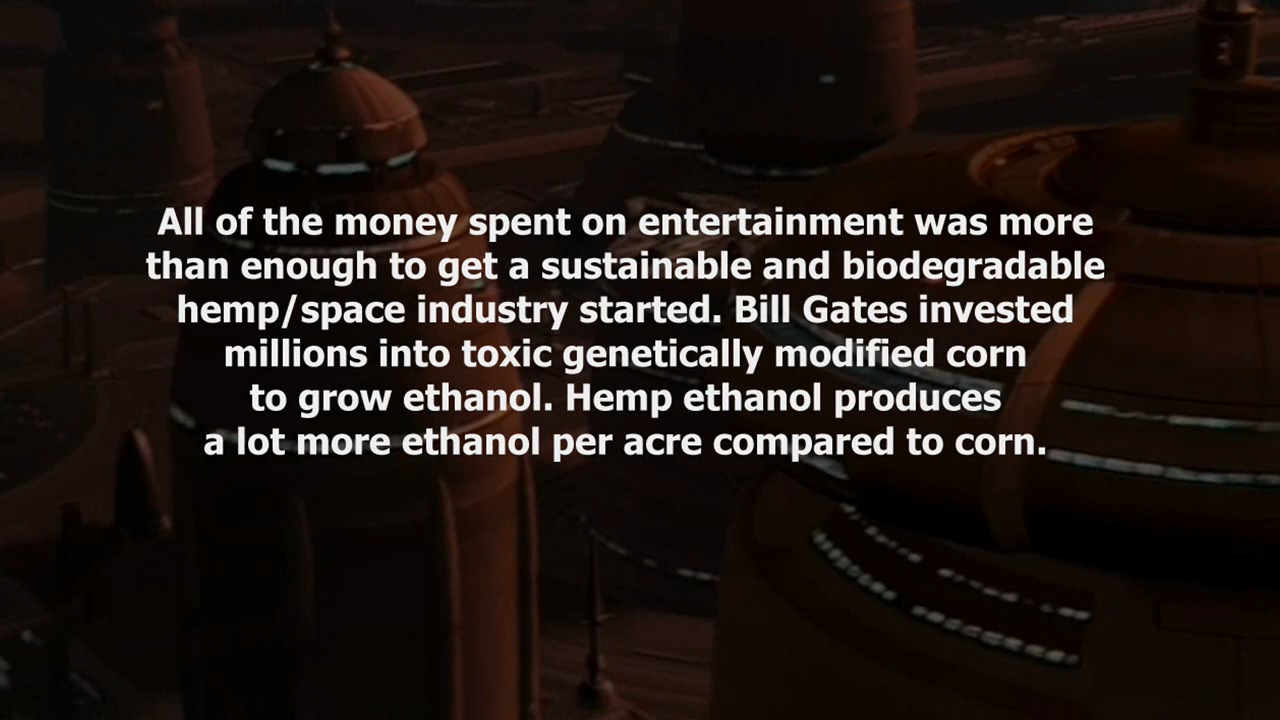 All of the money spent on entertainment was more
than enough to get a sustainable and biodegradable
hemp/space industry started. Bill Gates invested
millions into toxic genetically modified corn
to grow ethanol. Hemp ethanol produces
a lot more ethanol per acre compared to corn.